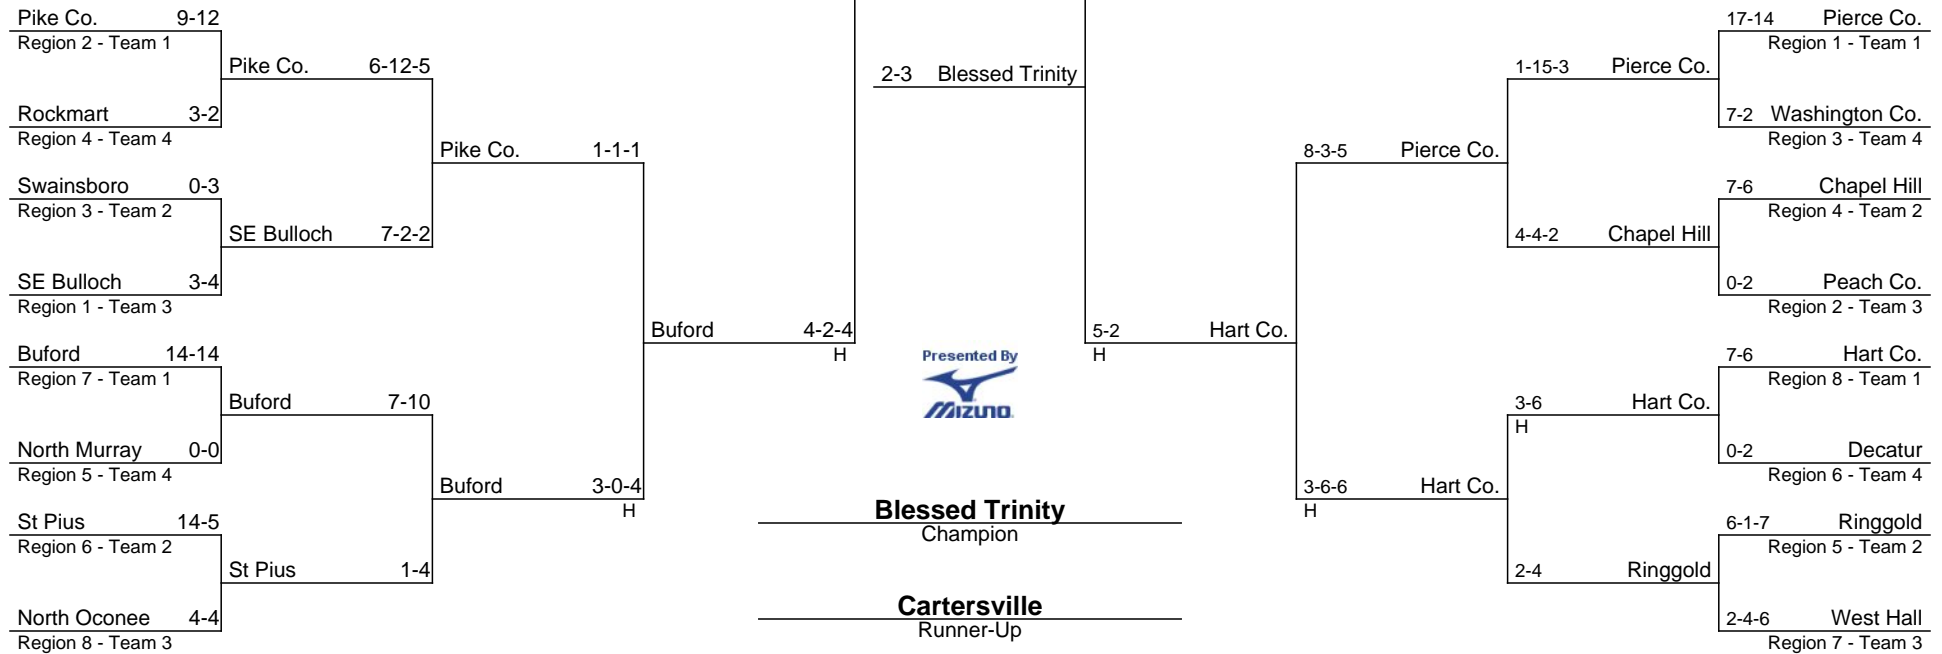 Pike Co. 9-12
Region 2 - Team 1
Pike Co. 6-12-5
Rockmart 3-2
Region 4 - Team 4
Pike Co. 1-1-1
Swainsboro 0-3
Region 3 - Team 2
SE Bulloch 7-2-2
SE Bulloch 3-4
Region 1 - Team 3
Buford 4-2-4
H
Buford 14-14
Region 7 - Team 1
Buford 7-10
North Murray 0-0
Region 5 - Team 4
Buford 3-0-4
H
St Pius 14-5
Region 6 - Team 2
St Pius 1-4
North Oconee 4-4
Region 8 - Team 3
2-3 Blessed Trinity
Presented By
MIZUNO
Blessed Trinity
Champion
Cartersville
Runner-Up
17-14 Pierce Co.
Region 1 - Team 1
1-15-3 Pierce Co.
7-2 Washington Co.
Region 3 - Team 4
8-3-5 Pierce Co.
7-6 Chapel Hill
Region 4 - Team 2
4-4-2 Chapel Hill
0-2 Peach Co.
Region 2 - Team 3
5-2 Hart Co.
H
7-6 Hart Co.
Region 8 - Team 1
3-6 Hart Co.
H
0-2 Decatur
Region 6 - Team 4
3-6-6 Hart Co.
H
6-1-7 Ringgold
Region 5 - Team 2
2-4 Ringgold
2-4-6 West Hall
Region 7 - Team 3